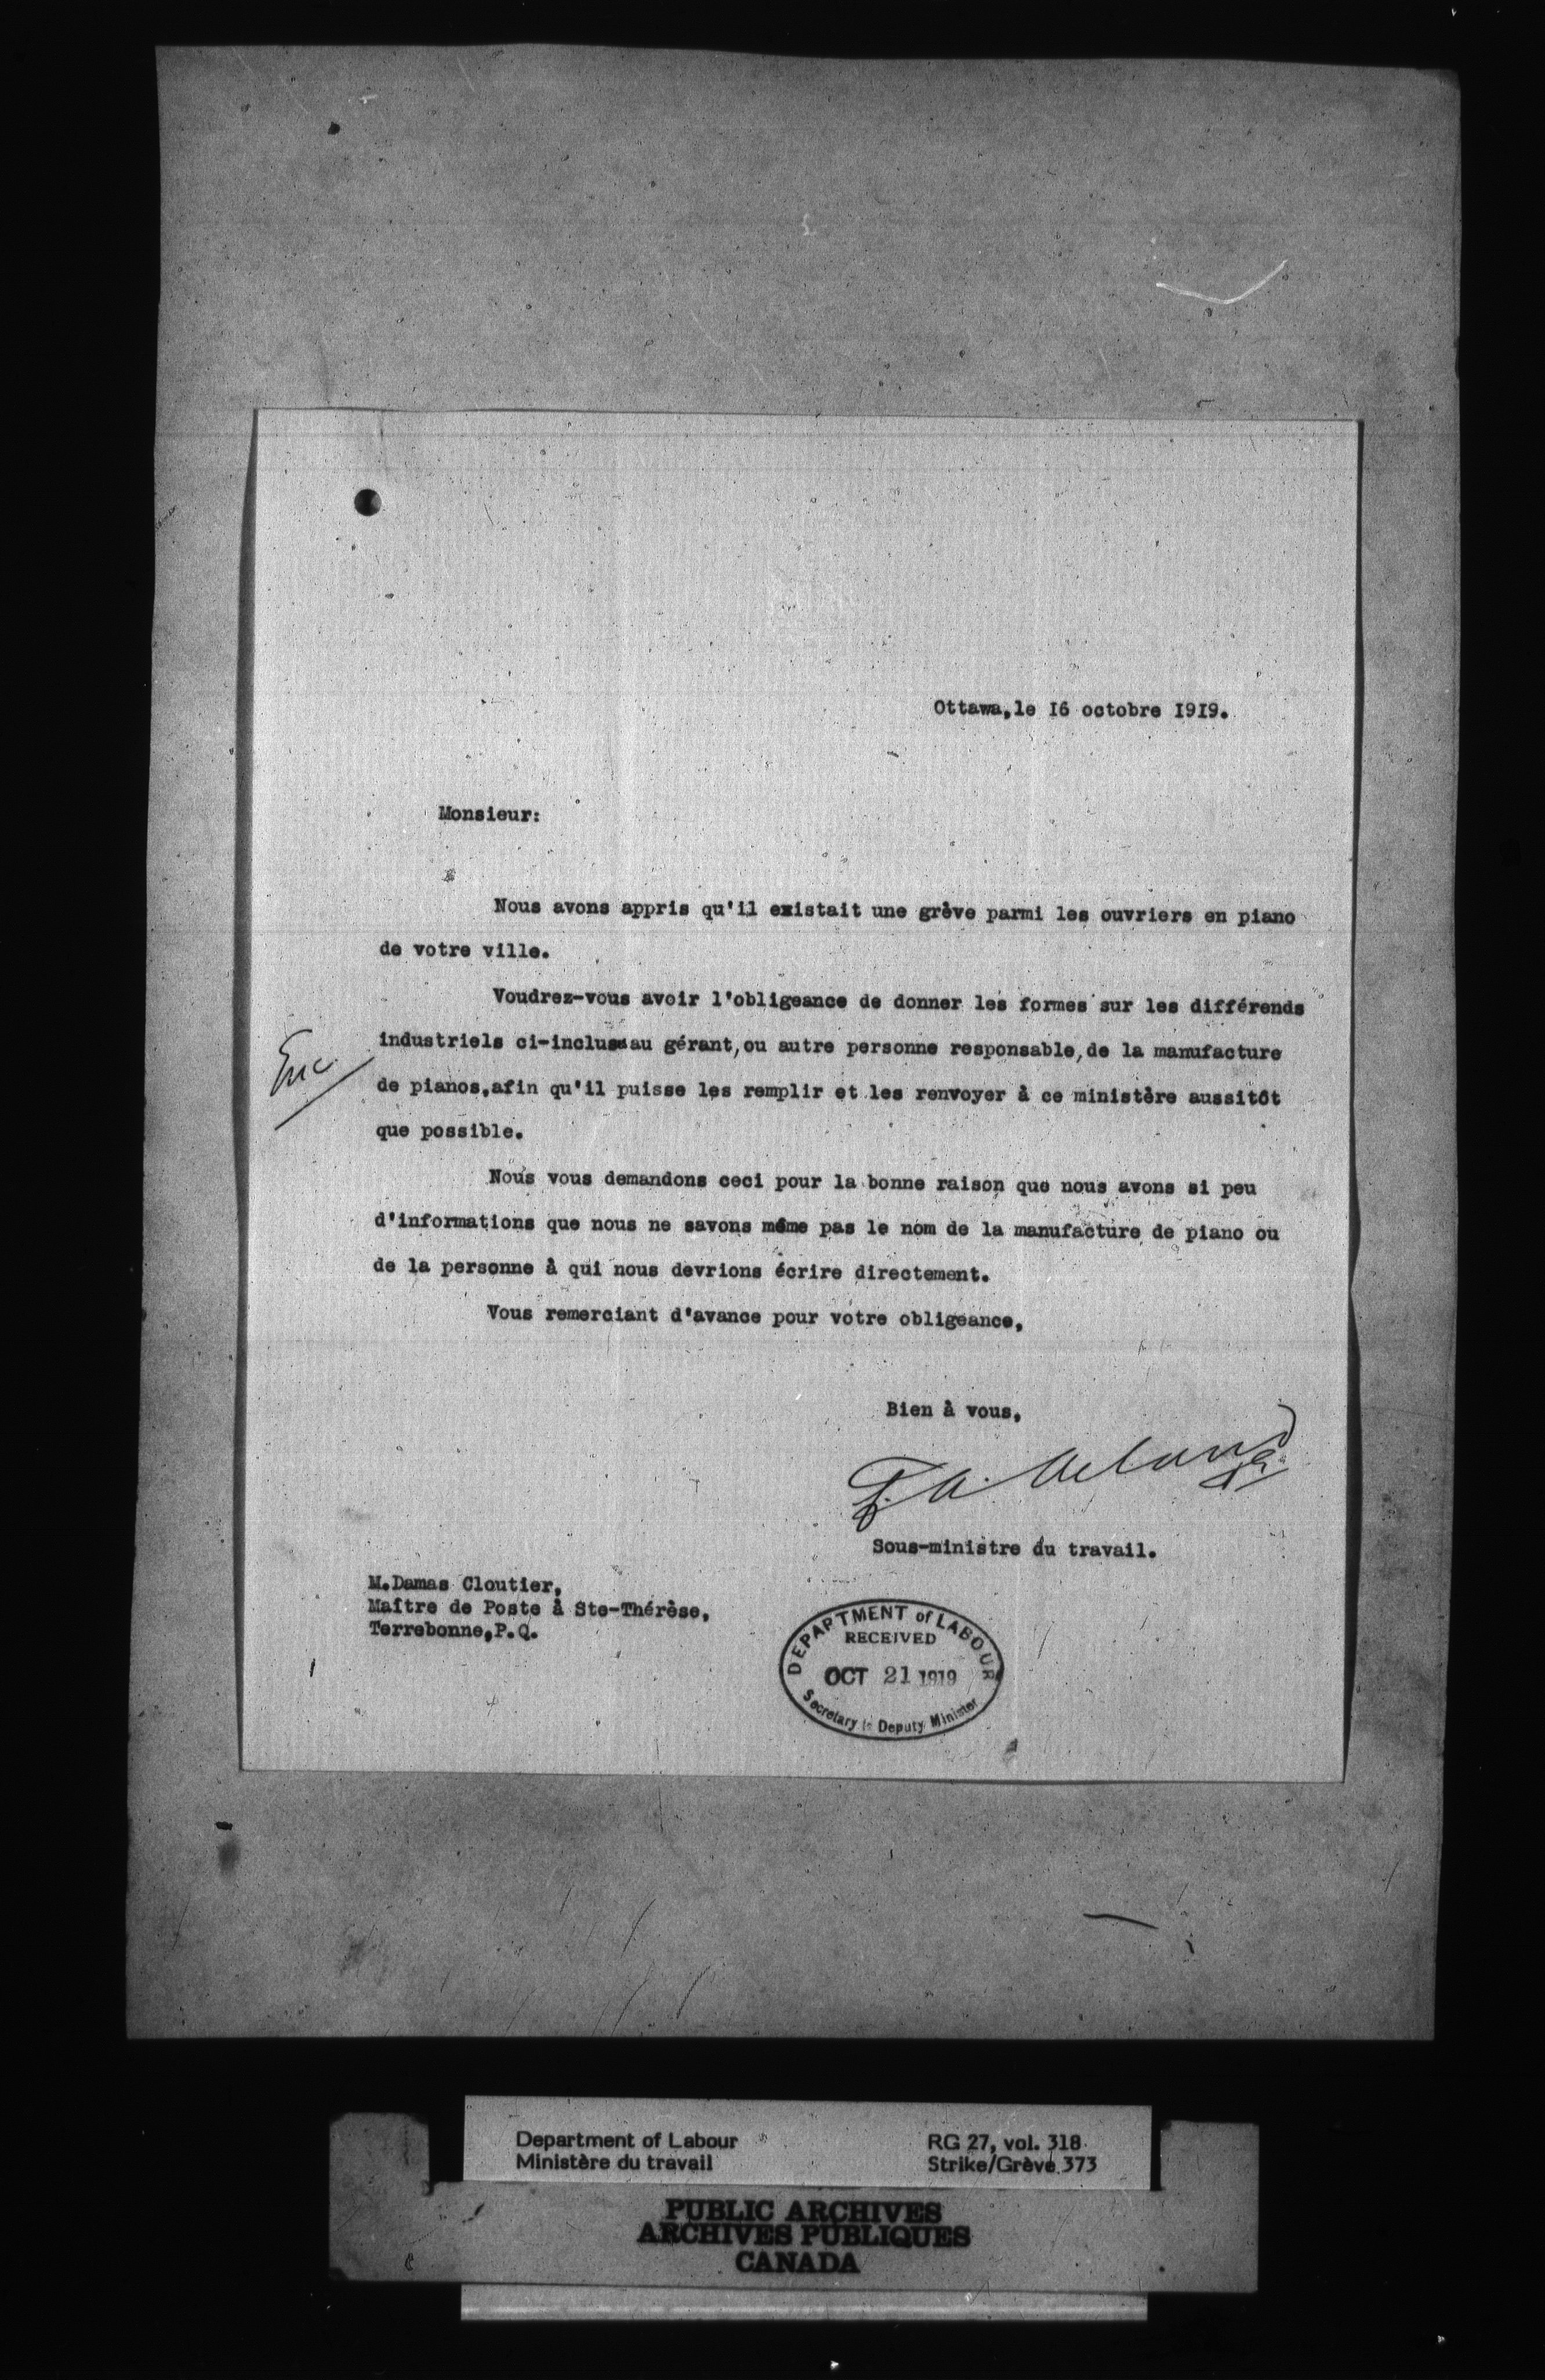 Ottawa,le 16 octobre 1919.
Monsieur:
Nous avons appris qu'il existait une grève parmi les ouvriers en piano
de votre ville.
Voudrez-vous avoir l'obligeance de donner les formes sur les différends
industriels ci-inclus au gérant,ou autre personne responsable,de la manufacture
Enc
de pianos,afin qu'il puisse les remplir et les renvoyer à ce ministère aussitôt
que possible.
Nous vous demandons ceci pour la bonne raison que nous avons si peu
d'informations que nous ne savons même pas le nom de la manufacture de piano ou
de la personne à qui nous devrions écrire directement.
Vous remerciant d'avance pour votre obligeance,
Bien à vous,
Sous-ministre du travail.
M.Damas Cloutier,
Maître de Poste à Ste-Thérèse,
Terrebonne,P.Q.
DEPARTMENT of LABOUR
RECEIVED
OCT 21 1919
Secretary to Deputy Minister
Department of Labour
Ministère du travail
RG 27, vol. 318
Strike/Grève 373
PUBLIC ARCHIVES
ARCHIVES PUBLIQUES
CANADA